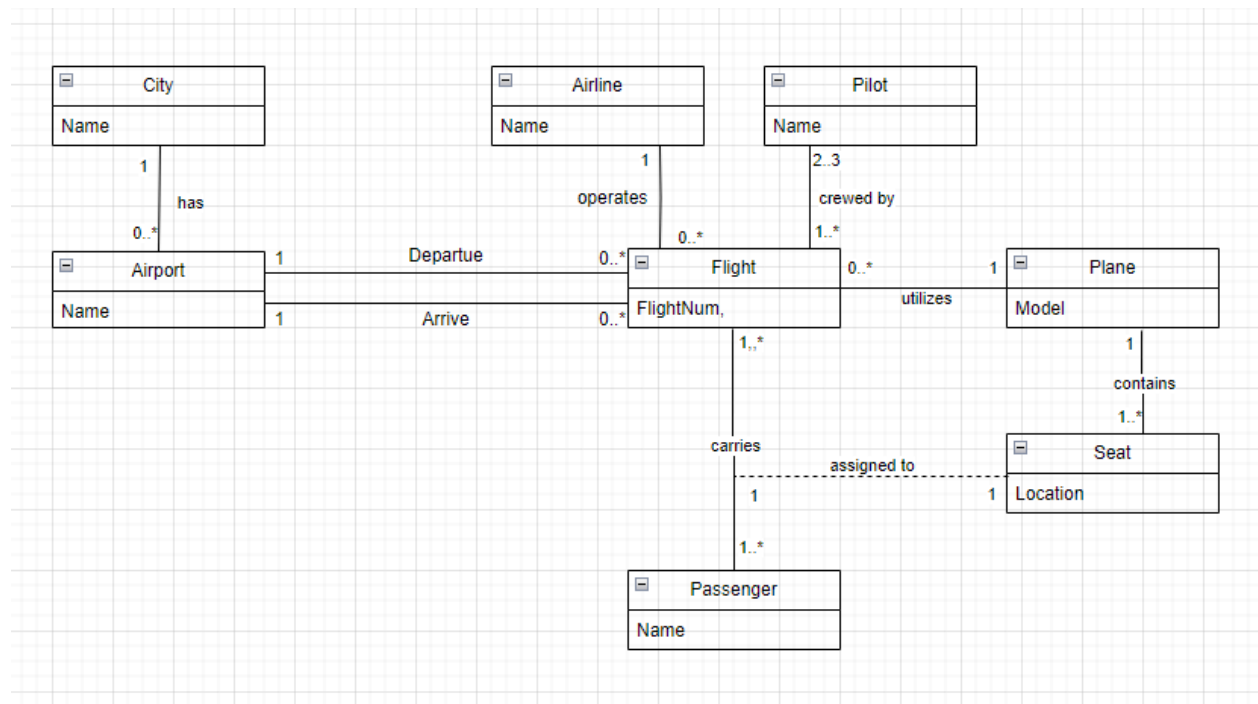 City
Airline
Pilot
Name
Name
Name
1
1
2..3
has
operates
crewed by
0..*
0..*
1..*
Airport
1
Departue
0..*
Flight
0..*
1
Plane
Name
1
Arrive
0..*
FlightNum,
utilizes
Model
1,,*
1
contains
1..*
carries
assigned to
Seat
1
1
Location
1..*
Passenger
Name